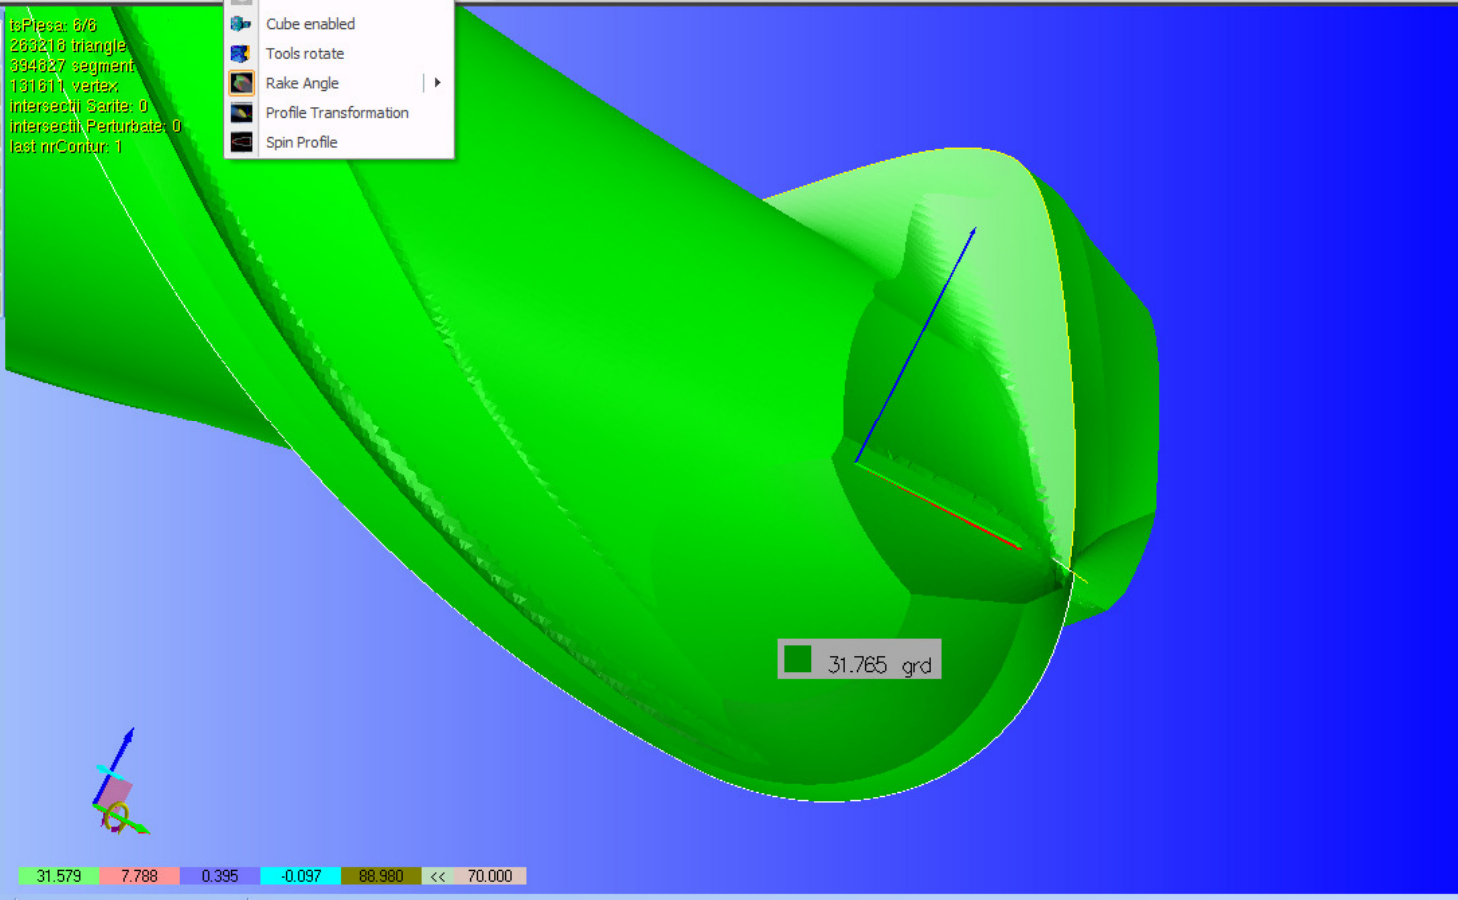 tsPiesa: 6/6
263218 triangle
394827 segment
131611 vertex
intersectii Sarite: 0
intersectii Perturbate: 0
last nrContur: 1
Cube enabled
Tools rotate
Rake Angle
Profile Transformation
Spin Profile
31.765 grd
31.579 7.788 0.395 -0.097 88.980 << 70.000